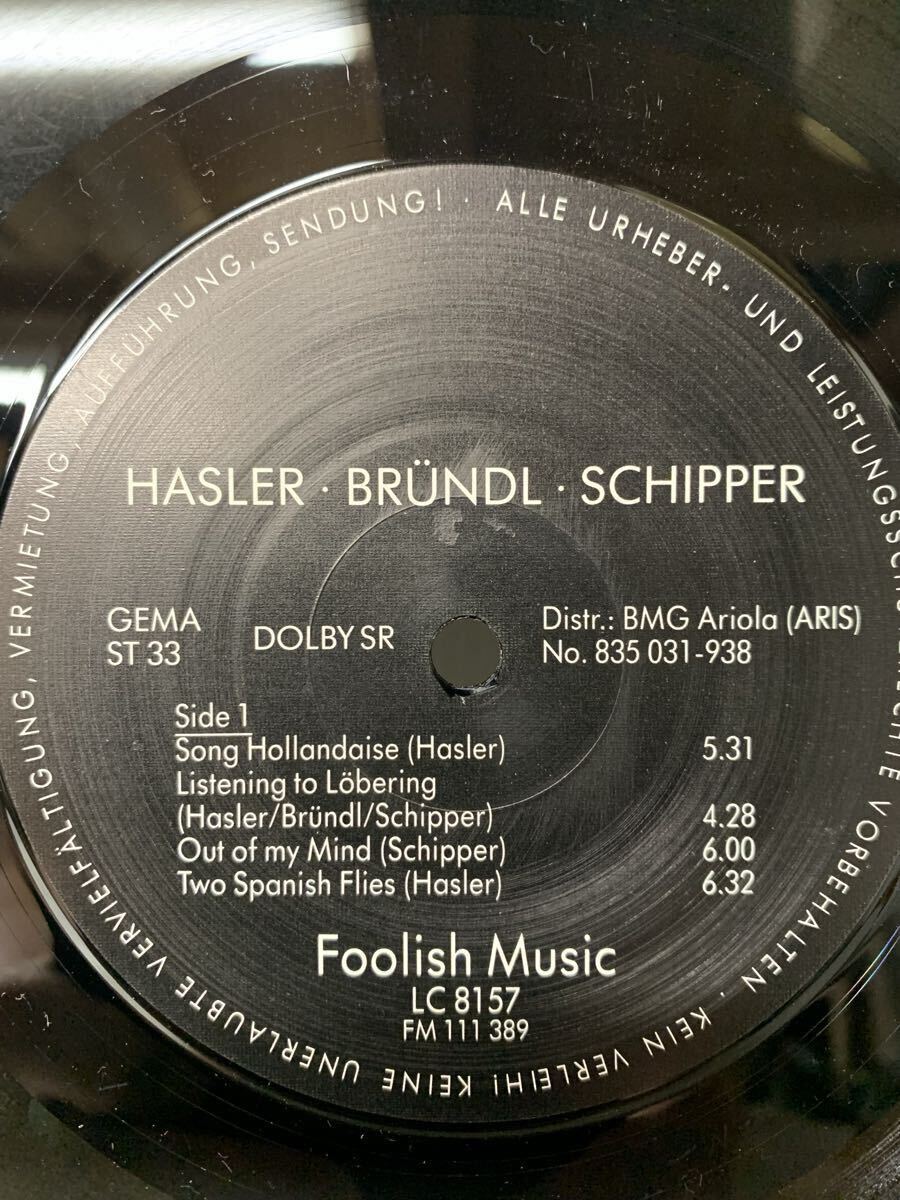 ALLE URHEBER- UND LEISTUNGSSCHUTZRECHTE VORBEHALTEN · KEIN VERLEIH! KEINE UNERLAUBTE VERVIELFÄLTIGUNG, VERMIETUNG, AUFFÜHRUNG, SENDUNG! ·
HASLER · BRÜNDL · SCHIPPER
GEMA
ST 33
DOLBY SR
Distr.: BMG Ariola (ARIS)
No. 835 031-938
Side 1
Song Hollandaise (Hasler) 5.31
Listening to Löbering
(Hasler/Bründl/Schipper) 4.28
Out of my Mind (Schipper) 6.00
Two Spanish Flies (Hasler) 6.32
Foolish Music
LC 8157
FM 111 389